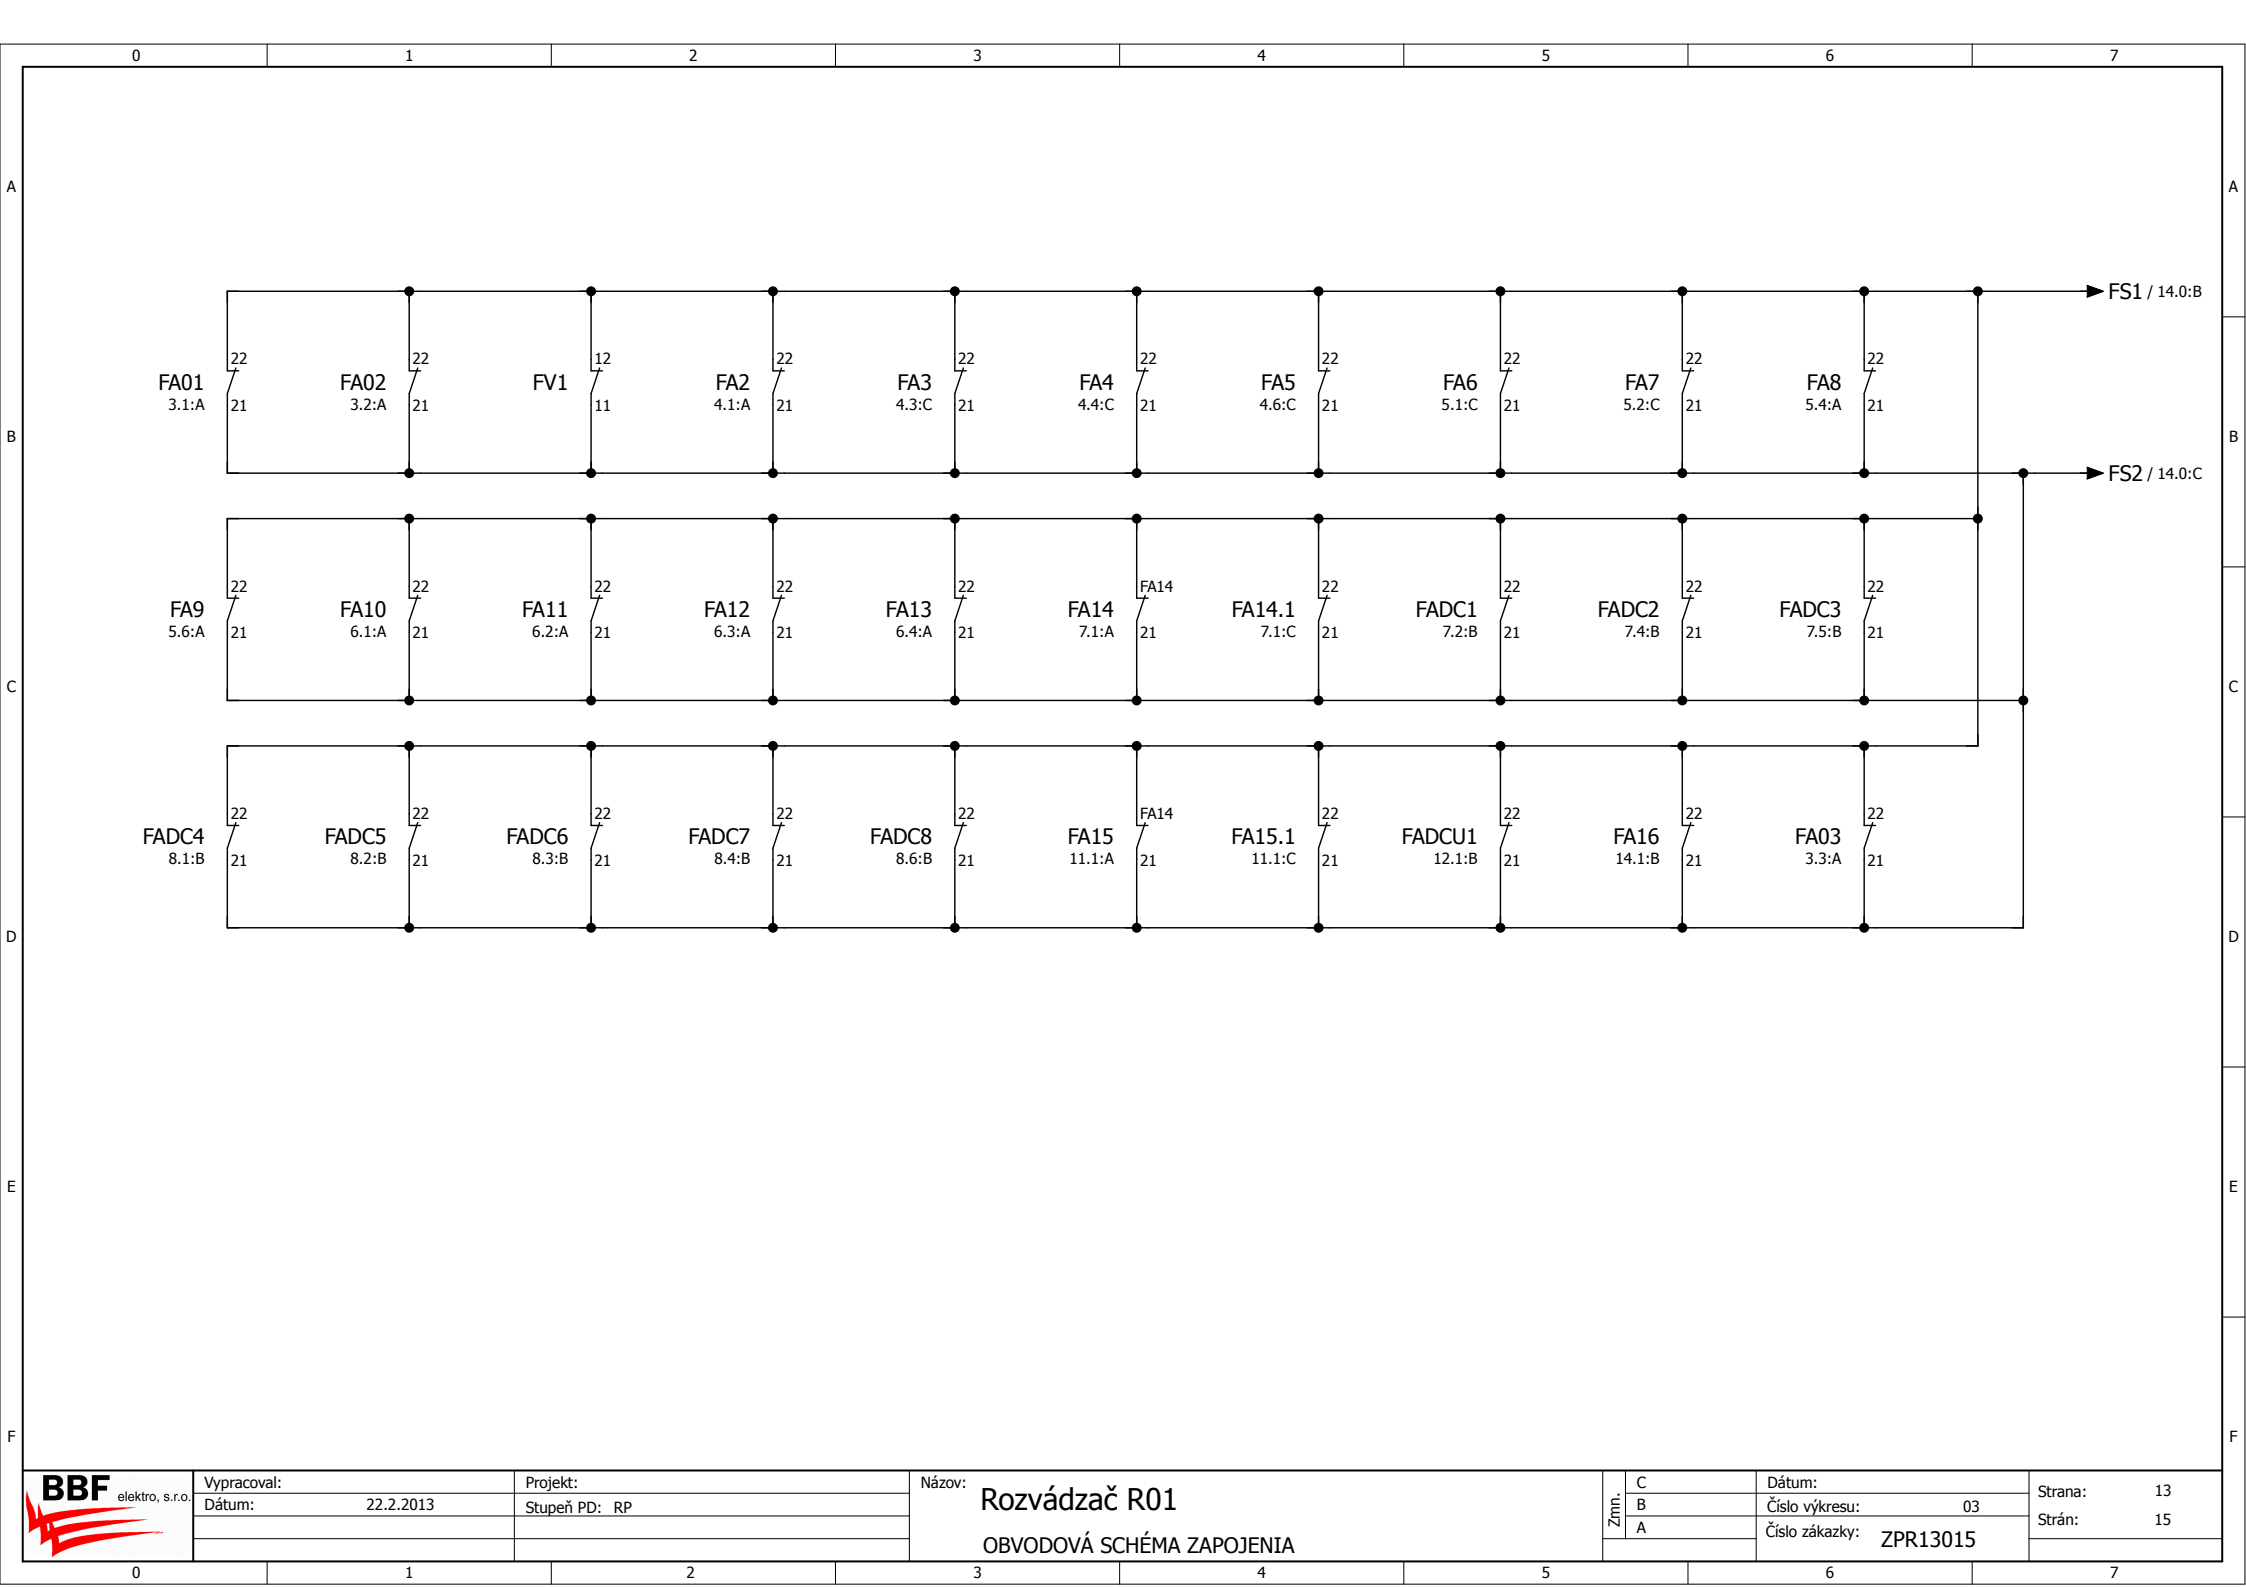 0 1 2 3 4 5 6 7
A A
FS1 / 14.0:B
22 22 12 22 22 22 22 22 22 22
FA01 FA02 FV1 FA2 FA3 FA4 FA5 FA6 FA7 FA8
3.1:A 21 3.2:A 21 11 4.1:A 21 4.3:C 21 4.4:C 21 4.6:C 21 5.1:C 21 5.2:C 21 5.4:A 21
B B
FS2 / 14.0:C
22 22 22 22 22 FA14 22 22 22 22
FA9 FA10 FA11 FA12 FA13 FA14 FA14.1 FADC1 FADC2 FADC3
5.6:A 21 6.1:A 21 6.2:A 21 6.3:A 21 6.4:A 21 7.1:A 21 7.1:C 21 7.2:B 21 7.4:B 21 7.5:B 21
C C
22 22 22 22 22 FA14 22 22 22 22
FADC4 FADC5 FADC6 FADC7 FADC8 FA15 FA15.1 FADCU1 FA16 FA03
8.1:B 21 8.2:B 21 8.3:B 21 8.4:B 21 8.6:B 21 11.1:A 21 11.1:C 21 12.1:B 21 14.1:B 21 3.3:A 21
D D
E E
F F
BBF elektro, s.r.o.
Vypracoval:
Dátum: 22.2.2013
Projekt:
Stupeň PD: RP
Názov: Rozvádzač R01
OBVODOVÁ SCHÉMA ZAPOJENIA
Zmn.
C
B
A
Dátum:
Číslo výkresu: 03
Číslo zákazky: ZPR13015
Strana: 13
Strán: 15
0 1 2 3 4 5 6 7